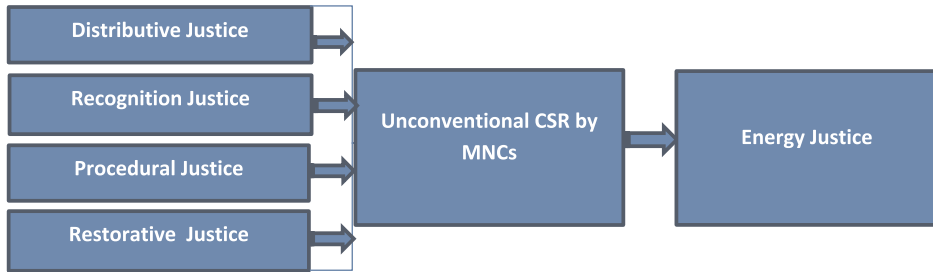 Distributive Justice
Recognition Justice
Procedural Justice
Restorative Justice
Unconventional CSR by
MNCs
Energy Justice